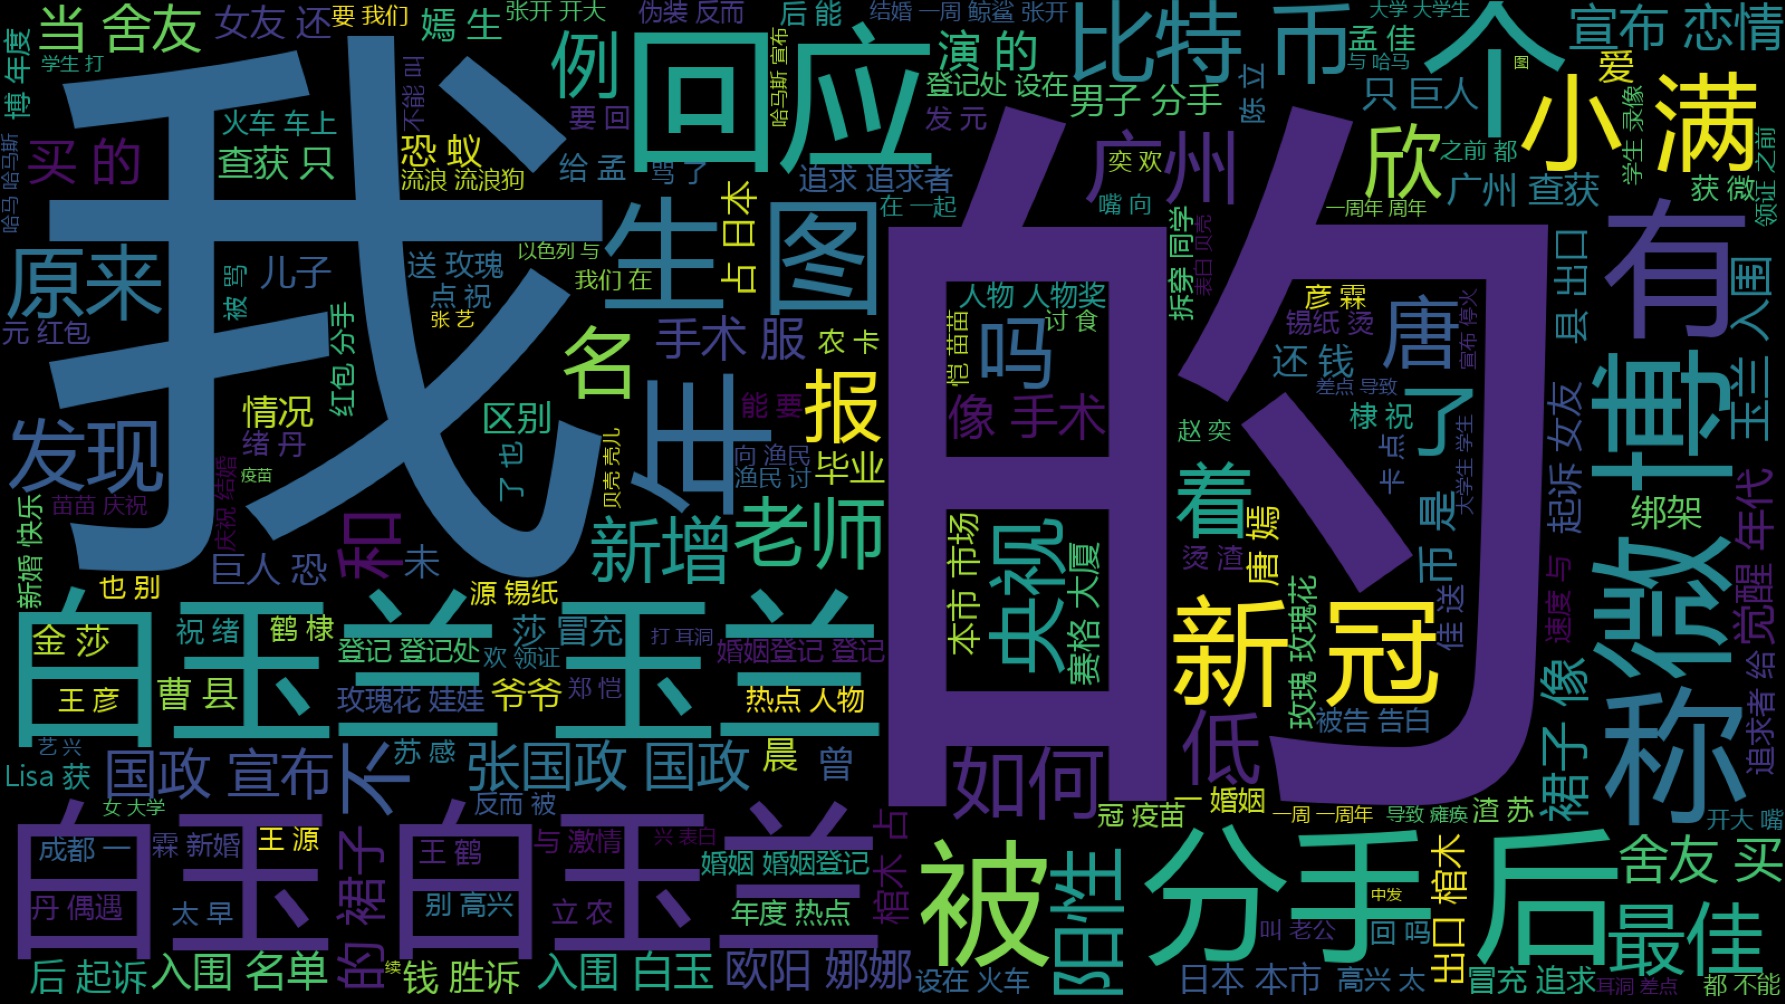 博 年度
当 舍友
女友 还
要 我们
嫣 生
张开 开大
伪装 反而
后 能
结婚 一周 鲸鲨 张开
大学 大学生
宣布 恋情
学生 打
例
回应
哈马斯 宣布
演 的
登记处 设在
比特 币
个
孟 佳
与 哈马
爱
图
小 满
我
叫
不能
要 回
发 元
男子 分手
陈 立
只 巨人
哈马 哈马斯
买 的
火车 车上
查获 只
恐 蚁
流浪 流浪狗
给 孟
骂 了
追求 追求者
在 一起
的
广州
奕 欢
嘴 向
欣
之前 都
广州 查获
学生 录像
获 微
领证 之前
一周年 周年
原来
元 红包
被 骂
儿子
红包 分手
送 玫瑰
点 祝
张 艺
以色列 与
生
我们 在
占 日本
图
拆穿 同学
表白 贝壳
人物 人物奖
讨 食
吗
恺 苗苗
彦 霖
锡纸 烫
还 钱
唐
宣布 停火
县 出口
有
入围
玉兰
发现
情况
绪 丹
疫苗
苗苗 庆祝
庆祝 结婚
区别
了 也
名
手术 服
农 卡
年
能 要
报
向 渔民
渔民 讨
毕业
贝壳 壳儿
像 手术
赵 奕
差点 导致
棣 祝
了
卡 点
大学生 学生
起诉 女友
博
新婚 快乐
巨人 恐
和
未
新增
老师
本市 市场
央视
赛格 大厦
着
烫 渣
唐 嫣
是
币
绑架
觉醒 年代
也 别
源 锡纸
白玉兰 玉兰
金 莎
祝 绪
鹤 棣
登记 登记处
欢 领证
莎 冒充
打 耳洞
婚姻登记 登记
新冠
玫瑰 玫瑰花
佳 送
速度 与
微
王 彦
曹 县
玫瑰花 娃娃
爷爷
郑 恺
热点 人物
被告 告白
裙子 像
追求者 给
艺 兴
Lisa 获
国政 宣布
不
苏 感
张国政 国政
晨
曾
如何
低
称
女 大学
反而 被
冠 疫苗
一 婚姻
一周 一周年
导致 瘫痪
渣 苏
开大 嘴
白玉 白玉兰
成都 一
霖 新婚
王 源
的 裙子
王 鹤
与 激情
兴 表白
婚姻 婚姻登记
棺木 占
被
阳性
分手
后
中发
出口 棺木
舍友 买
丹 偶遇
太 早
别 高兴
立 农
年度 热点
叫 老公
回 吗
最佳
后 起诉
入围 名单
续
钱 胜诉
入围 白玉
欧阳 娜娜
设在 火车
日本 本市
高兴 太
冒充 追求
耳洞 差点
都 不能